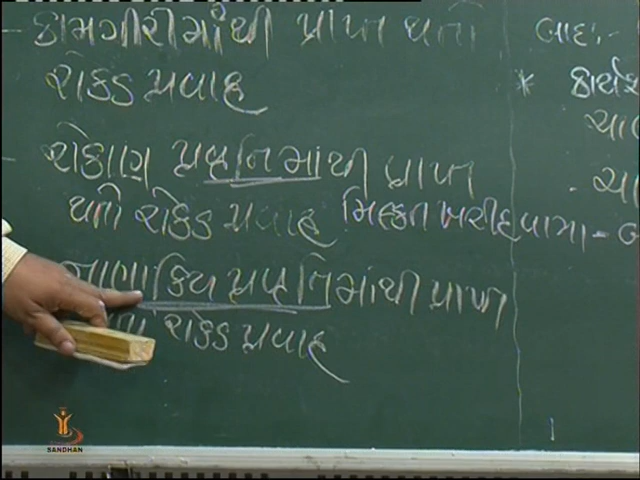 - કામગીરીમાંથી પ્રાપ્ત થતો
રોકડ પ્રવાહ
- રોકાણ પ્રવૃત્તિમાંથી પ્રાપ્ત
થતો રોકડ પ્રવાહ મિલ્કત ખરીદવામા -
નાણાકિય પ્રવૃત્તિમાંથી પ્રાપ્ત
રોકડ પ્રવાહ
બાદ:-
*
SANDHAN